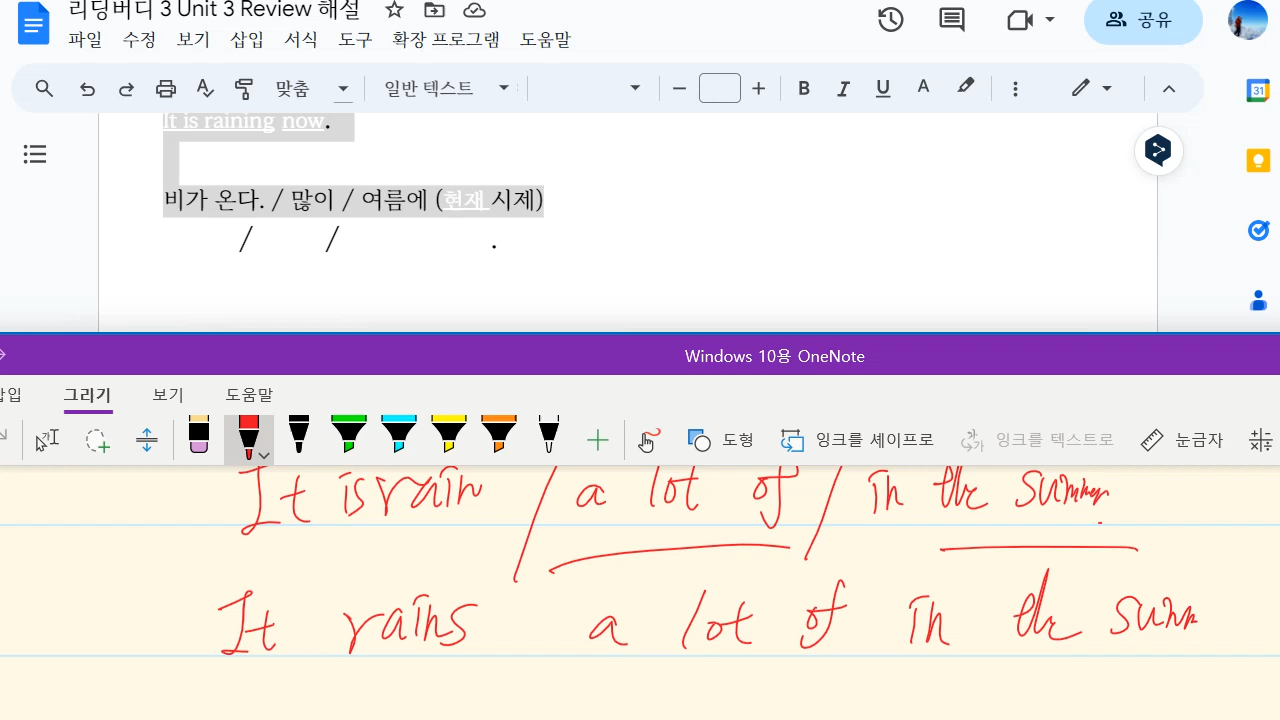 리딩버디 3 Unit 3 Review 해설
파일 수정 보기 삽입 서식 도구 확장 프로그램 도움말
공유
맞춤 일반 텍스트 B I U A
31
It is raining now.
비가 온다. / 많이 / 여름에 (현재 시제)
/ / .
Windows 10용 OneNote
삽입 그리기 보기 도움말
도형 잉크를 셰이프로 잉크를 텍스트로 눈금자
It is rain / a lot of / in the summer.
It rains a lot of in the summ